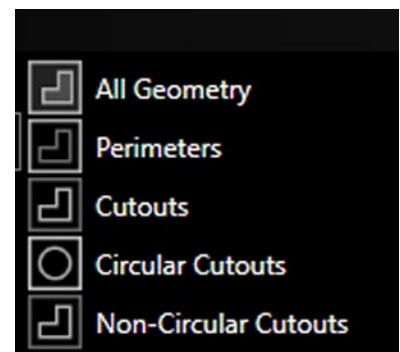 All Geometry
Perimeters
Cutouts
Circular Cutouts
Non-Circular Cutouts